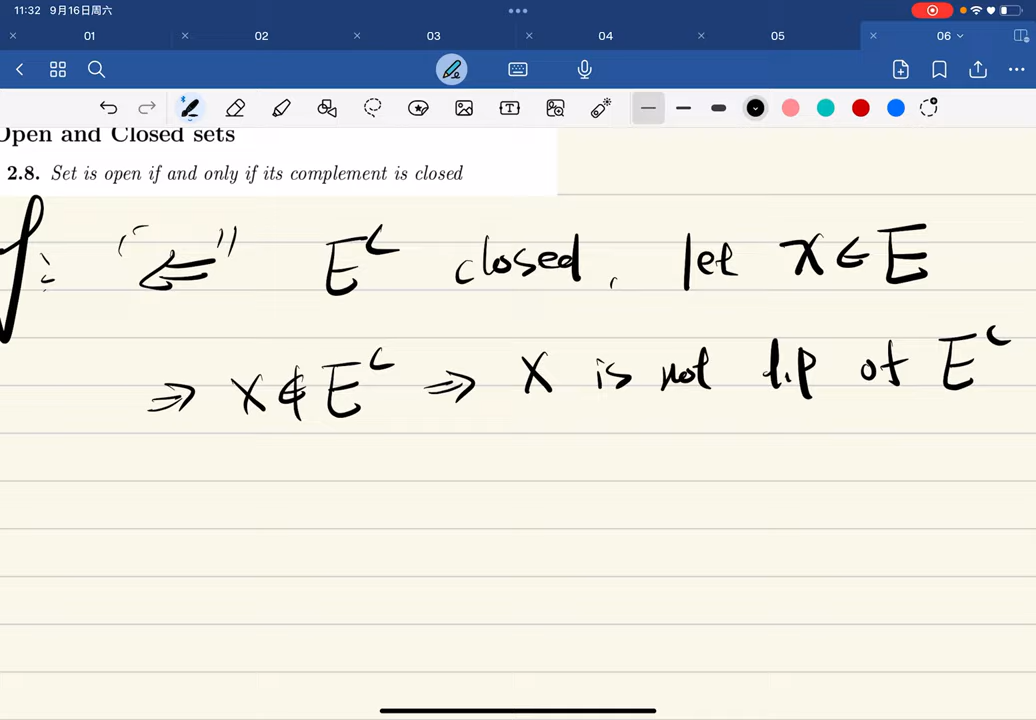 11:32 9月16日周六
01 02 03 04 05 06
Open and Closed sets
2.8. Set is open if and only if its complement is closed
pf: "⇐" E^c closed, let x ∈ E
⇒ x ∉ E^c ⇒ x is not l.p of E^c